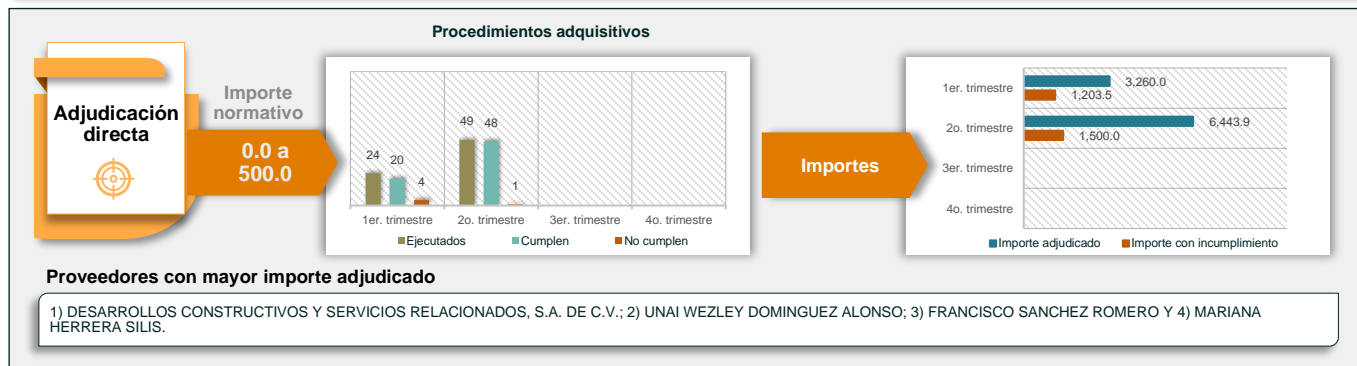 Procedimientos adquisitivos
Adjudicación
directa
Importe
normativo
0.0 a
500.0
24
20
4
49
48
1
1er. trimestre
2o. trimestre
3er. trimestre
4o. trimestre
Ejecutados
Cumplen
No cumplen
Importes
1er. trimestre
3,260.0
1,203.5
2o. trimestre
6,443.9
1,500.0
3er. trimestre
4o. trimestre
Importe adjudicado
Importe con incumplimiento
Proveedores con mayor importe adjudicado
1) DESARROLLOS CONSTRUCTIVOS Y SERVICIOS RELACIONADOS, S.A. DE C.V.; 2) UNAI WEZLEY DOMINGUEZ ALONSO; 3) FRANCISCO SANCHEZ ROMERO Y 4) MARIANA
HERRERA SILIS.